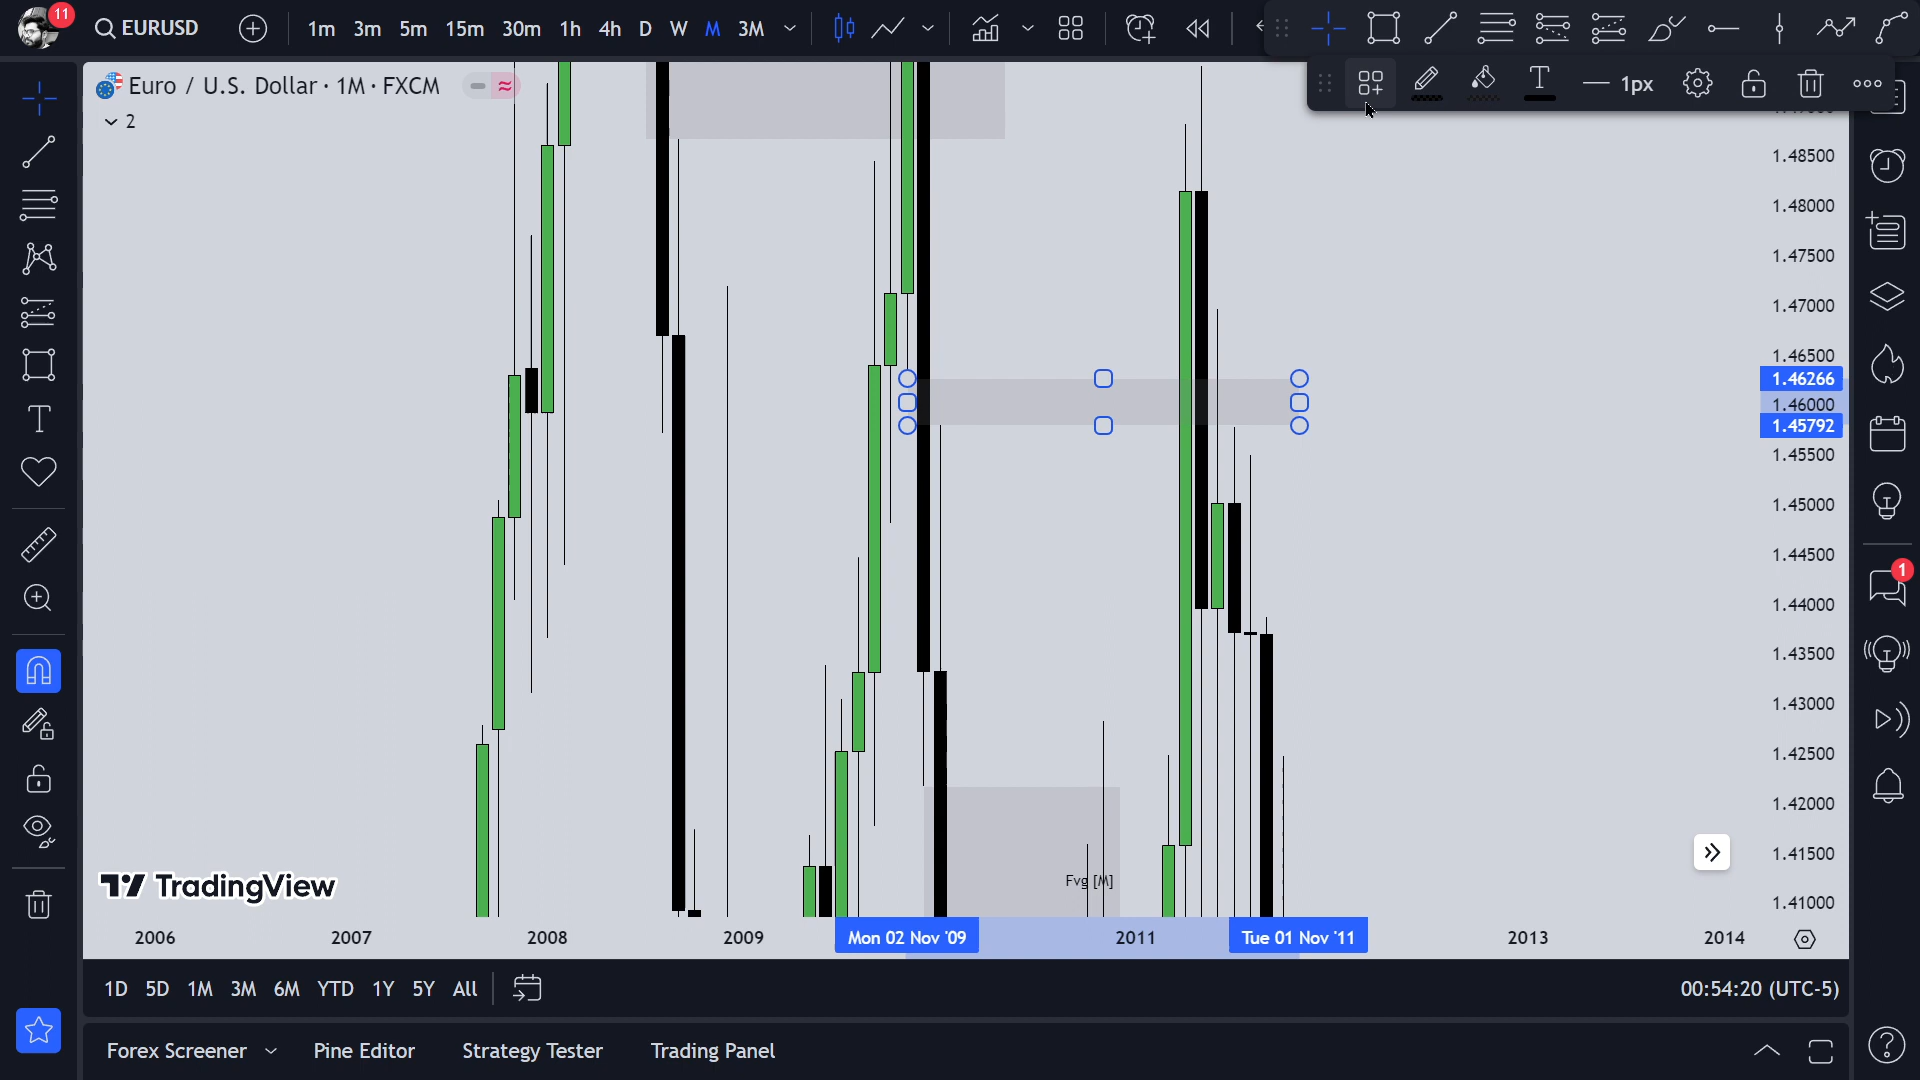 11
EURUSD
1m 3m 5m 15m 30m 1h 4h D W M 3M
Euro / U.S. Dollar · 1M · FXCM
2
T
1px
1.48500
1.48000
1.47500
1.47000
1.46500
1.46266
1.46000
1.45792
1.45500
1.45000
1.44500
1.44000
1.43500
1.43000
1.42500
1.42000
1.41500
1.41000
1
Fvg [M]
TradingView
2006 2007 2008 2009 Mon 02 Nov '09 2011 Tue 01 Nov '11 2013 2014
1D 5D 1M 3M 6M YTD 1Y 5Y All
00:54:20 (UTC-5)
Forex Screener Pine Editor Strategy Tester Trading Panel